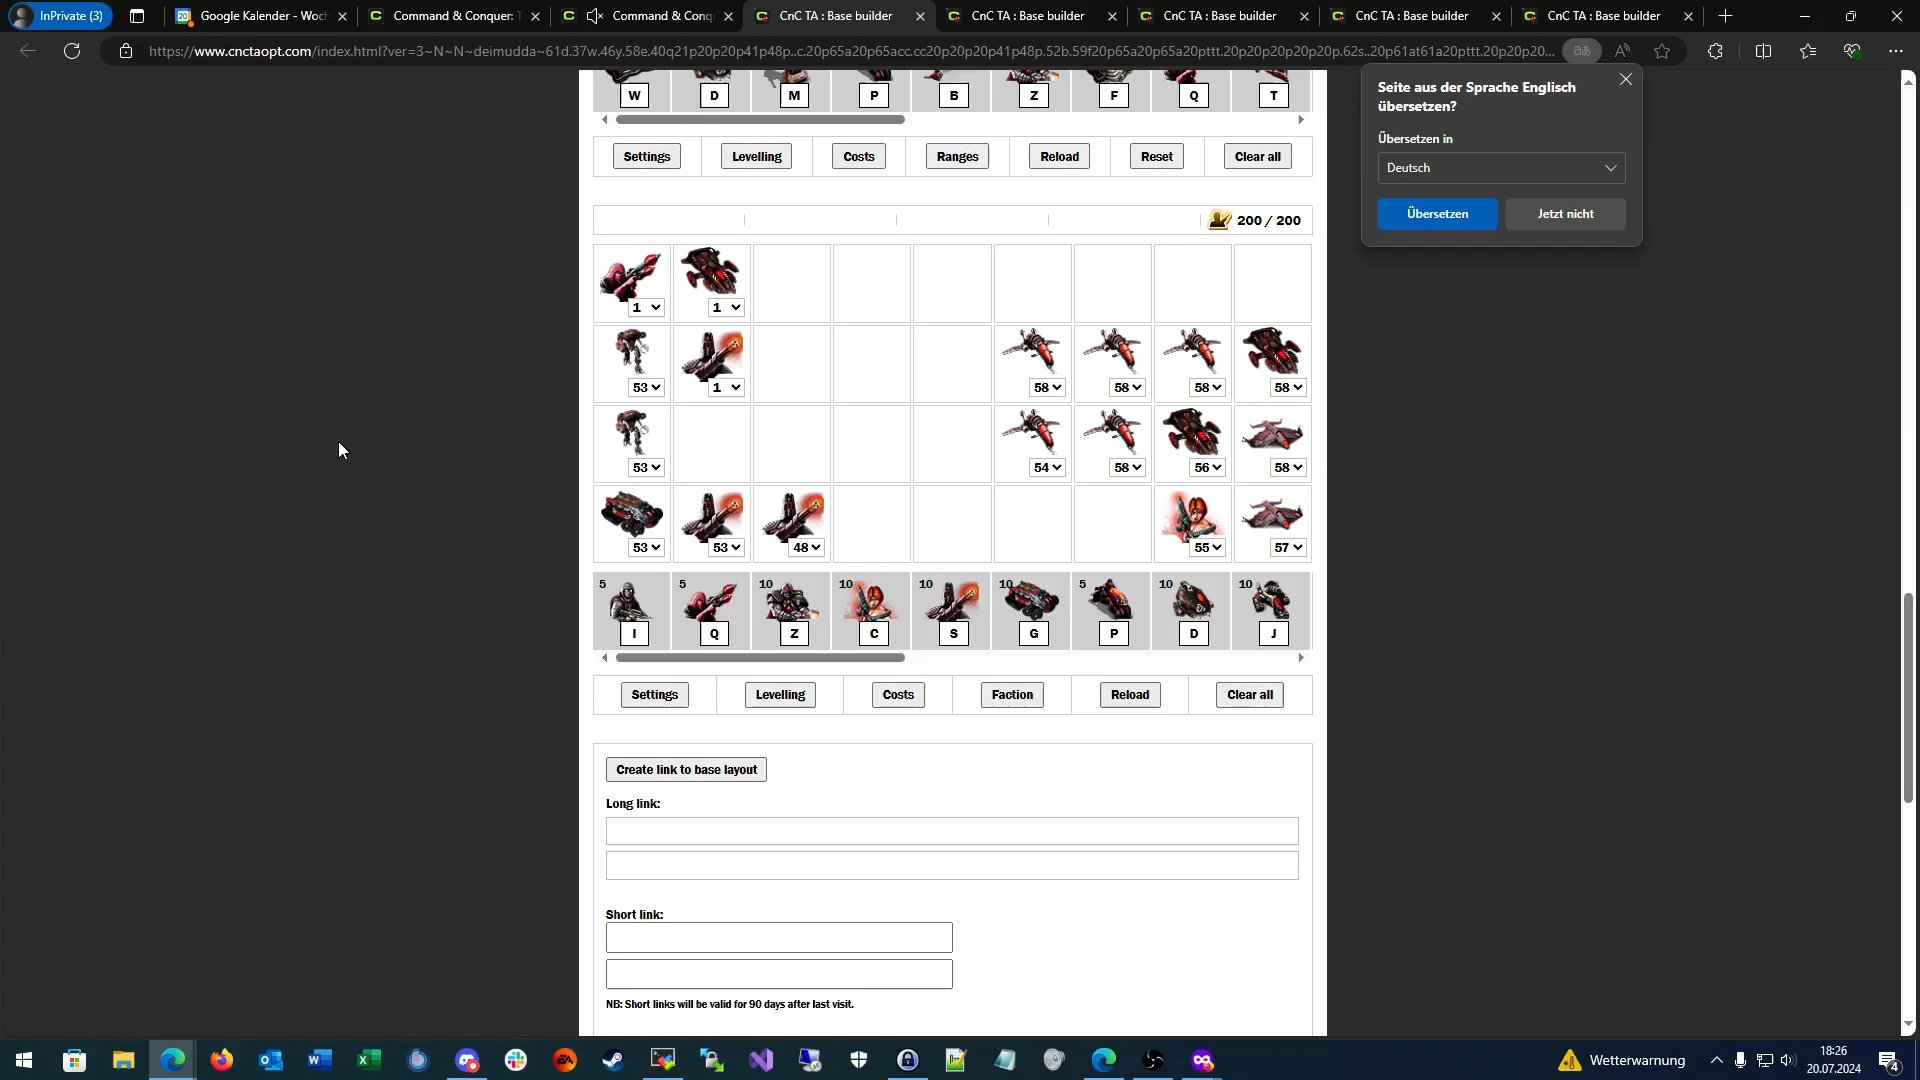 InPrivate (3)
Google Kalender - Woch
Command & Conquer: T
Command & Conq
CnC TA : Base builder
CnC TA : Base builder
CnC TA : Base builder
CnC TA : Base builder
CnC TA : Base builder
https://www.cnctaopt.com/index.html?ver=3~N~N~deimudda~61d.37w.46y.58e.40q21p20p20p41p48p..c.20p65a20p65acc.cc20p20p20p41p48p.52b.59f20p65a20p65a20pttt.20p20p20p20p20p.62s..20p61at61a20pttt.20p20p20...
Seite aus der Sprache Englisch
übersetzen?
Übersetzen in
Deutsch
Übersetzen Jetzt nicht
W D M P B Z F Q T
Settings Levelling Costs Ranges Reload Reset Clear all
200 / 200
1 1
53 1 58 58 58 58
53 54 58 56 58
53 53 48 55 57
5 5 10 10 10 10 5 10 10
I Q Z C S G P D J
Settings Levelling Costs Faction Reload Clear all
Create link to base layout
Long link:
Short link:
NB: Short links will be valid for 90 days after last visit.
Wetterwarnung
18:26
20.07.2024
4